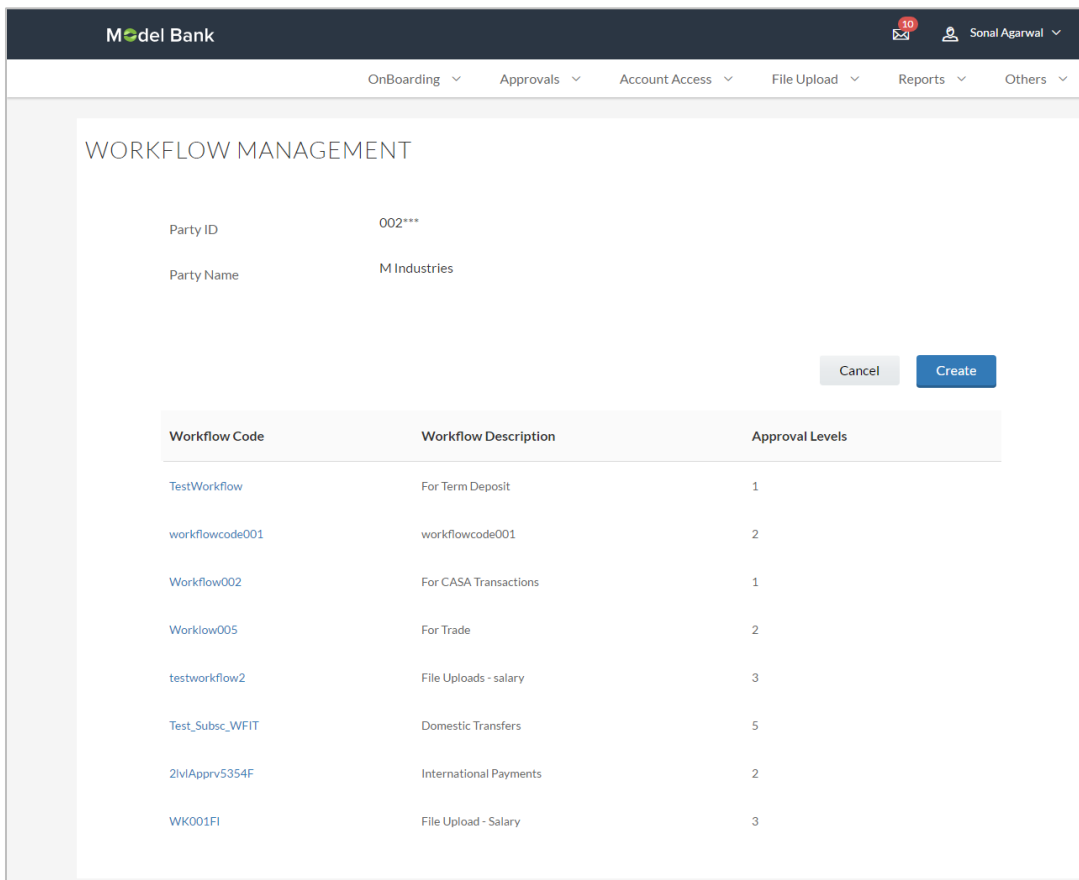 Model Bank
10
Sonal Agarwal
OnBoarding Approvals Account Access File Upload Reports Others
WORKFLOW MANAGEMENT
Party ID 002***
Party Name M Industries
Cancel Create
Workflow Code Workflow Description Approval Levels
TestWorkflow For Term Deposit 1
workflowcode001 workflowcode001 2
Workflow002 For CASA Transactions 1
Worklow005 For Trade 2
testworkflow2 File Uploads - salary 3
Test_Subsc_WFIT Domestic Transfers 5
2lvlApprv5354F International Payments 2
WK001FI File Upload - Salary 3